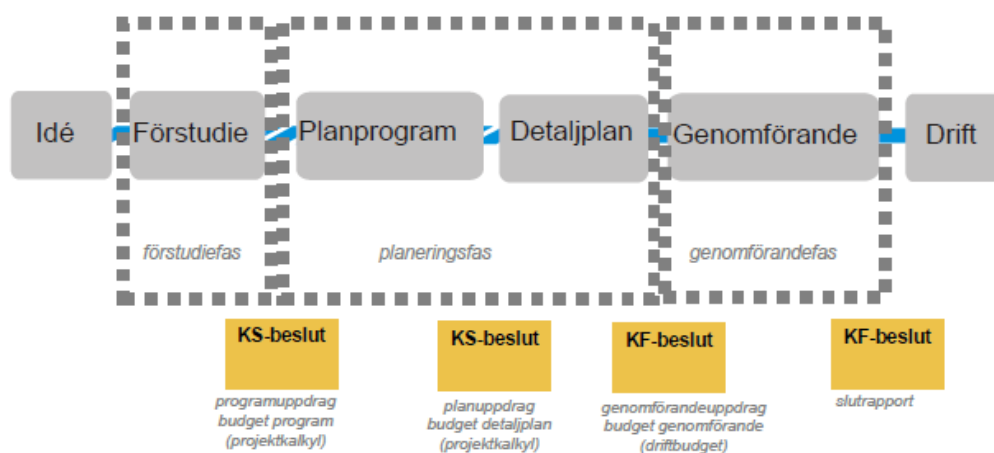 Idé
Förstudie
Planprogram
Detaljplan
Genomförande
Drift
förstudiefas
planeringsfas
genomförandefas
KS-beslut
KS-beslut
KF-beslut
KF-beslut
programuppdrag
budget program
(projektkalkyl)
planuppdrag
budget detaljplan
(projektkalkyl)
genomförandeuppdrag
budget genomförande
(driftbudget)
slutrapport